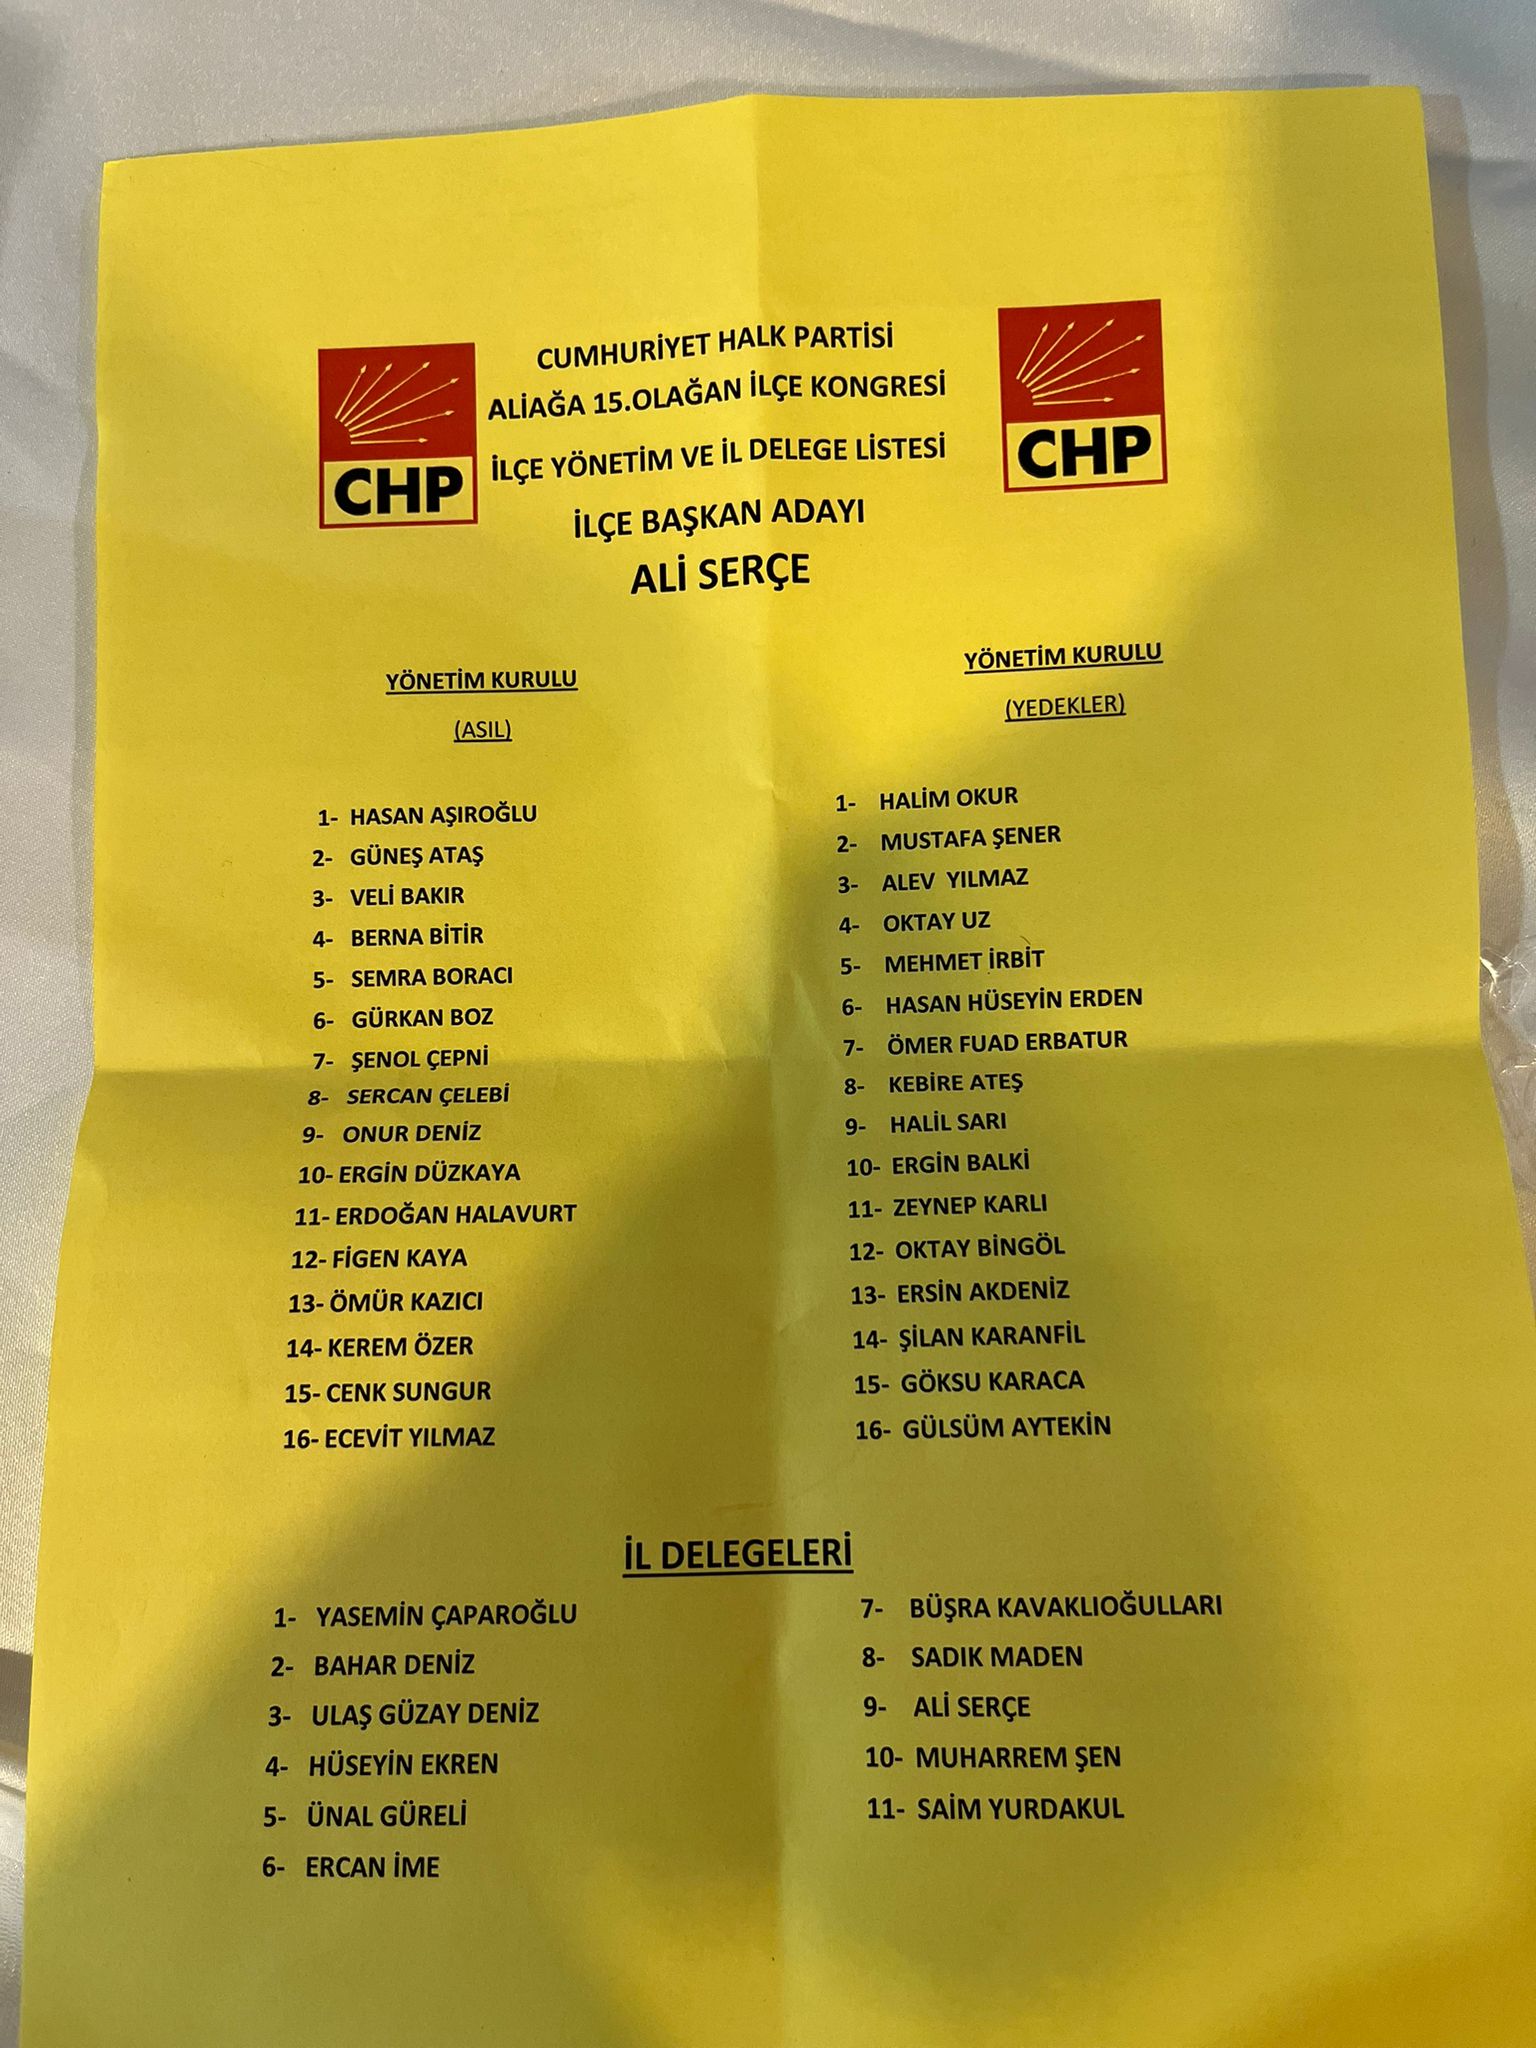 CUMHURİYET HALK PARTİSİ
ALİAĞA 15.OLAĞAN İLÇE KONGRESİ
İLÇE YÖNETİM VE İL DELEGE LİSTESİ
İLÇE BAŞKAN ADAYI
ALİ SERÇE
CHP
CHP
YÖNETİM KURULU
(ASIL)
1- HASAN AŞIROĞLU
2- GÜNEŞ ATAŞ
3- VELİ BAKIR
4- BERNA BİTİR
5- SEMRA BORACI
6- GÜRKAN BOZ
7- ŞENOL ÇEPNİ
8- SERCAN ÇELEBİ
9- ONUR DENİZ
10- ERGİN DÜZKAYA
11- ERDOĞAN HALAVURT
12- FİGEN KAYA
13- ÖMÜR KAZICI
14- KEREM ÖZER
15- CENK SUNGUR
16- ECEVİT YILMAZ
YÖNETİM KURULU
(YEDEKLER)
1- HALİM OKUR
2- MUSTAFA ŞENER
3- ALEV YILMAZ
4- OKTAY UZ
5- MEHMET İRBİT
6- HASAN HÜSEYİN ERDEN
7- ÖMER FUAD ERBATUR
8- KEBİRE ATEŞ
9- HALİL SARI
10- ERGİN BALKİ
11- ZEYNEP KARLI
12- OKTAY BİNGÖL
13- ERSİN AKDENİZ
14- ŞİLAN KARANFİL
15- GÖKSU KARACA
16- GÜLSÜM AYTEKİN
İL DELEGELERİ
1- YASEMİN ÇAPAROĞLU
2- BAHAR DENİZ
3- ULAŞ GÜZAY DENİZ
4- HÜSEYİN EKREN
5- ÜNAL GÜRELİ
6- ERCAN İME
7- BÜŞRA KAVAKLIOĞULLARI
8- SADIK MADEN
9- ALİ SERÇE
10- MUHARREM ŞEN
11- SAİM YURDAKUL